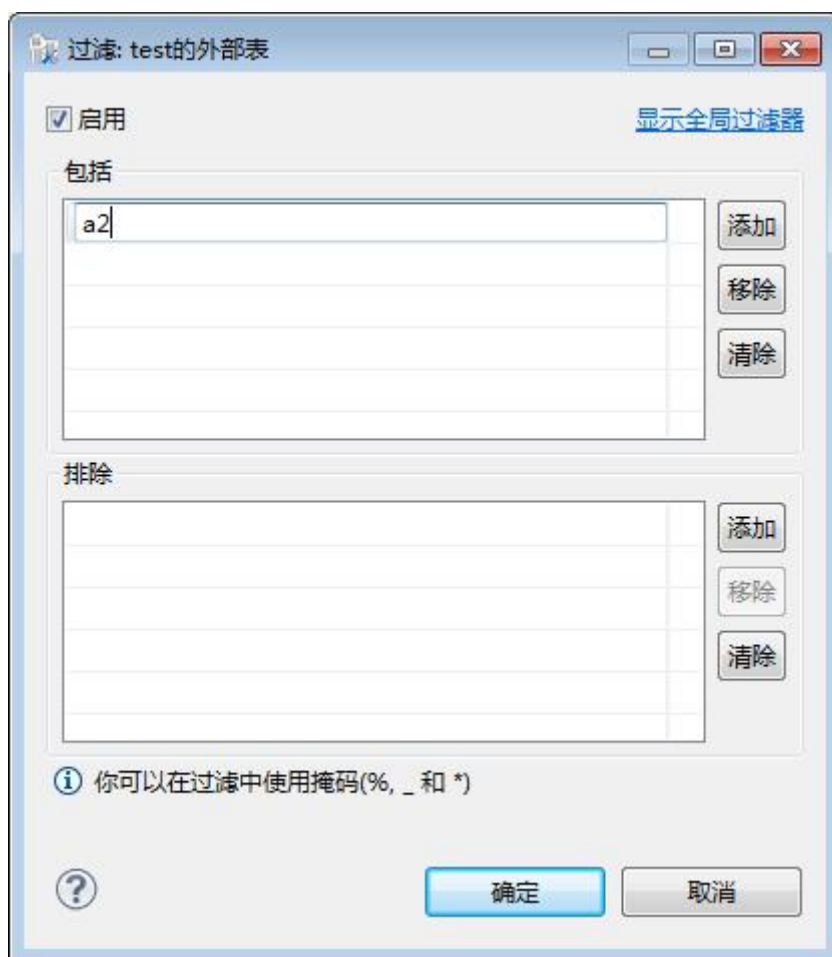 过滤: test的外部表
启用
显示全局过滤器
包括
a2
添加
移除
清除
排除
添加
移除
清除
你可以在过滤中使用掩码(%, _ 和 *)
确定
取消